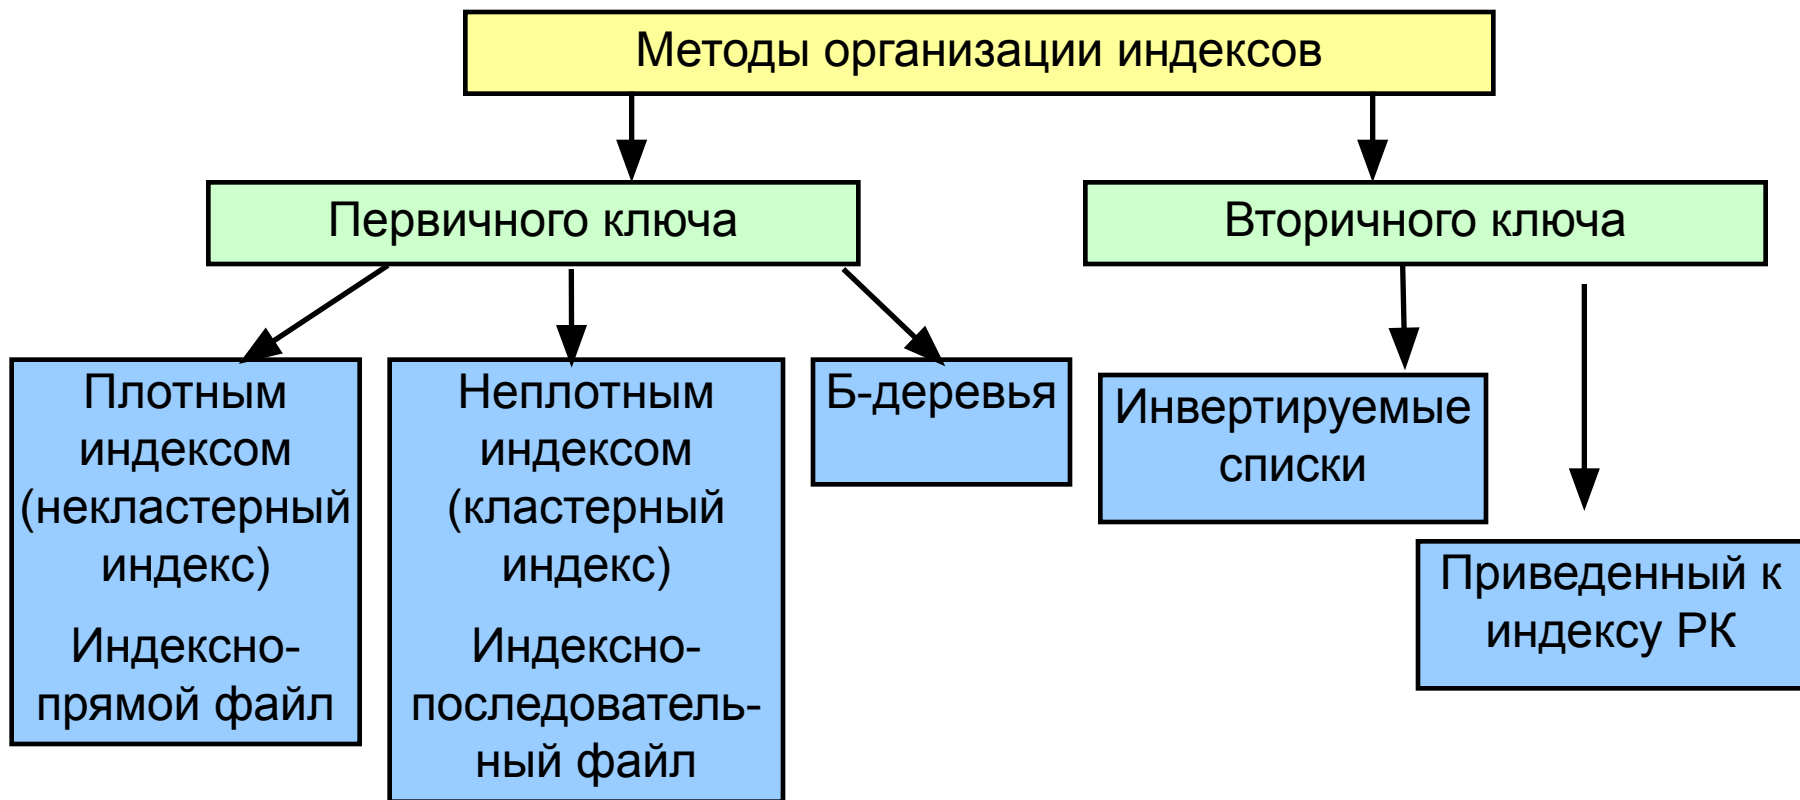 Методы организации индексов
Первичного ключа
Вторичного ключа
Плотным
индексом
(некластерный
индекс)
Индексно-
прямой файл
Неплотным
индексом
(кластерный
индекс)
Индексно-
последователь-
ный файл
Б-деревья
Инвертируемые
списки
Приведенный к
индексу РК